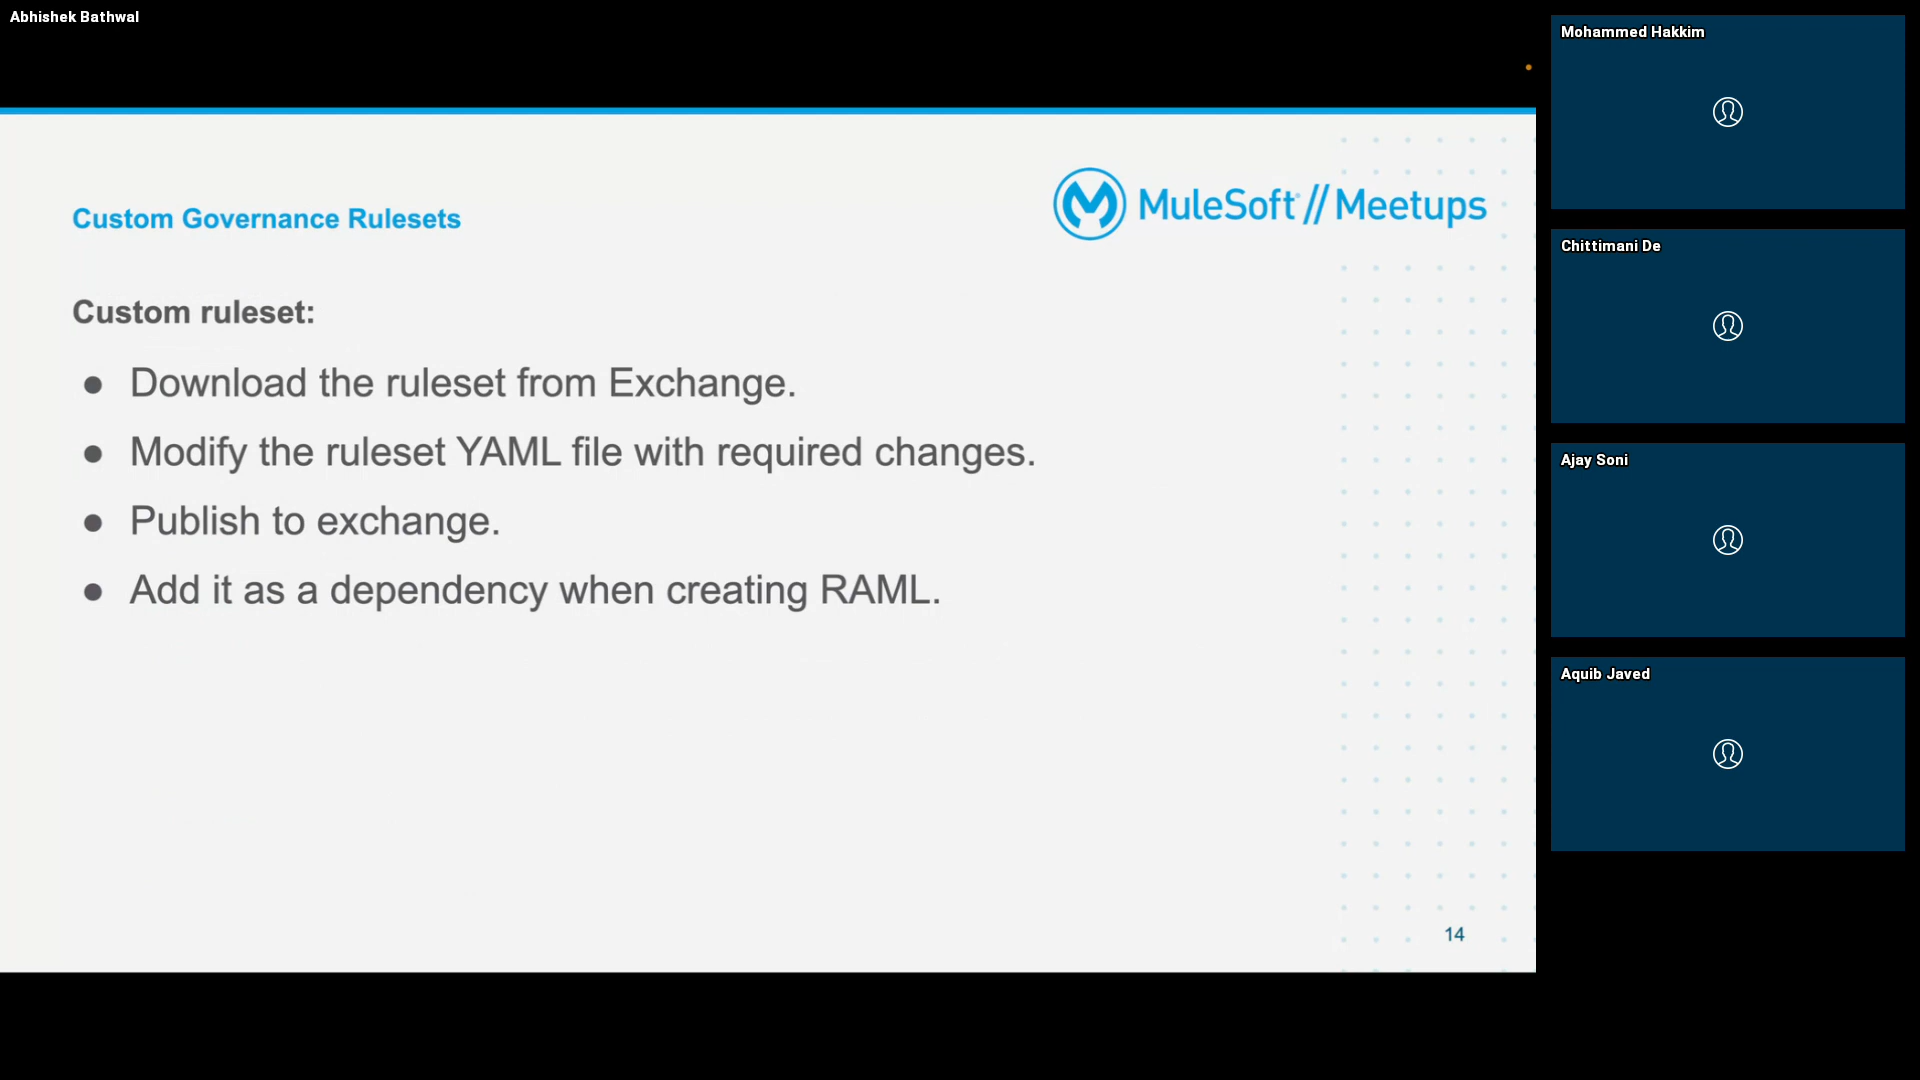 Abhishek Bathwal
MuleSoft // Meetups
Custom Governance Rulesets
Custom ruleset:
● Download the ruleset from Exchange.
● Modify the ruleset YAML file with required changes.
● Publish to exchange.
● Add it as a dependency when creating RAML.
14
Mohammed Hakkim
Chittimani De
Ajay Soni
Aquib Javed